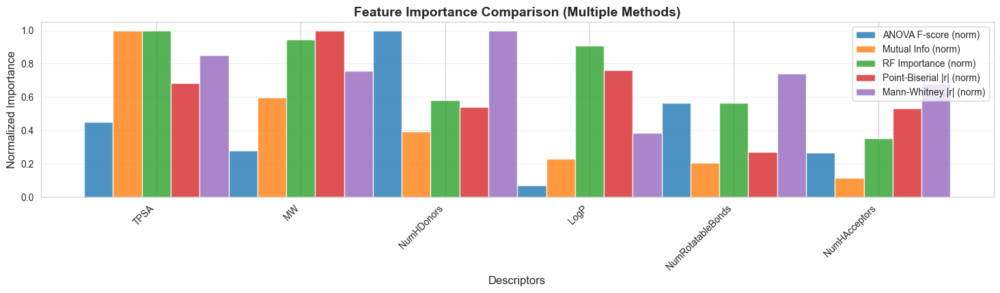 Feature Importance Comparison (Multiple Methods)
Normalized Importance
1.0
0.8
0.6
0.4
0.2
0.0
ANOVA F-score (norm)
Mutual Info (norm)
RF Importance (norm)
Point-Biserial |r| (norm)
Mann-Whitney |r| (norm)
TPSA
MW
NumHDonors
LogP
NumRotatableBonds
NumHAcceptors
Descriptors